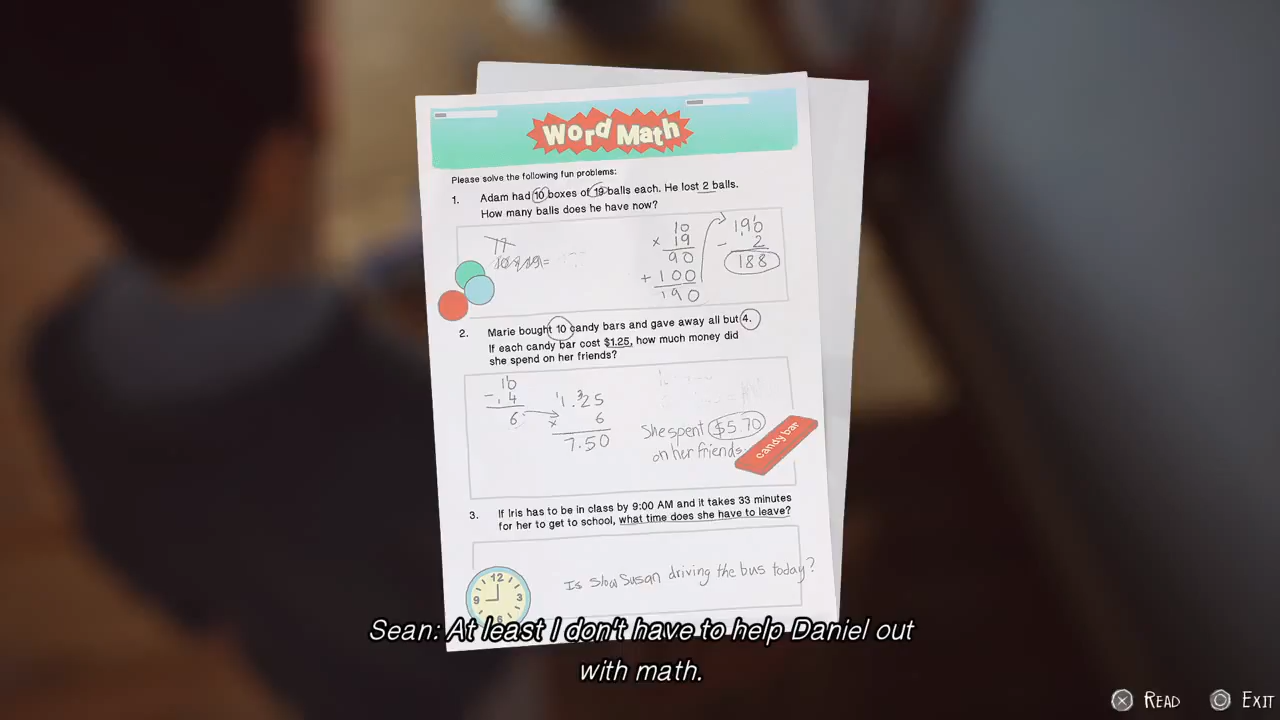 Word Math
Please solve the following fun problems:
1. Adam had 10 boxes of 19 balls each. He lost 2 balls.
How many balls does he have now?
10
x 19
90
+ 100
190
190
- 2
188
2. Marie bought 10 candy bars and gave away all but 4.
If each candy bar cost $1.25, how much money did
she spend on her friends?
10
- 4
6
1.25
x 6
7.50
She spent $5.70
on her friends.
candy bar
3. If Iris has to be in class by 9:00 AM and it takes 33 minutes
for her to get to school, what time does she have to leave?
12
9 3
6
Is Slow Susan driving the bus today?
Sean: At least I don't have to help Daniel out
with math.
READ EXIT